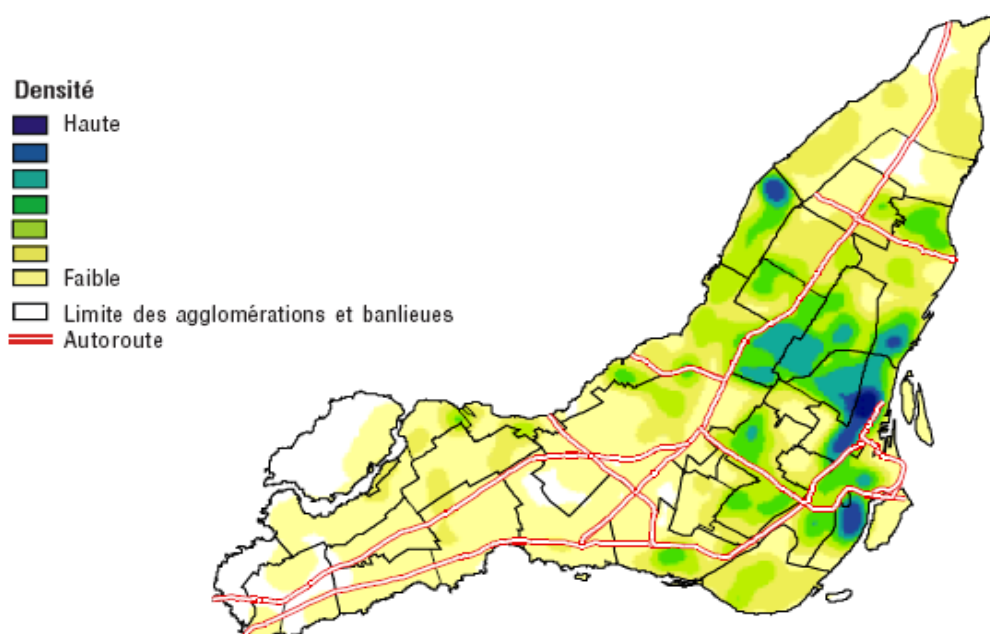 Densité
Haute
Faible
Limite des agglomérations et banlieues
Autoroute